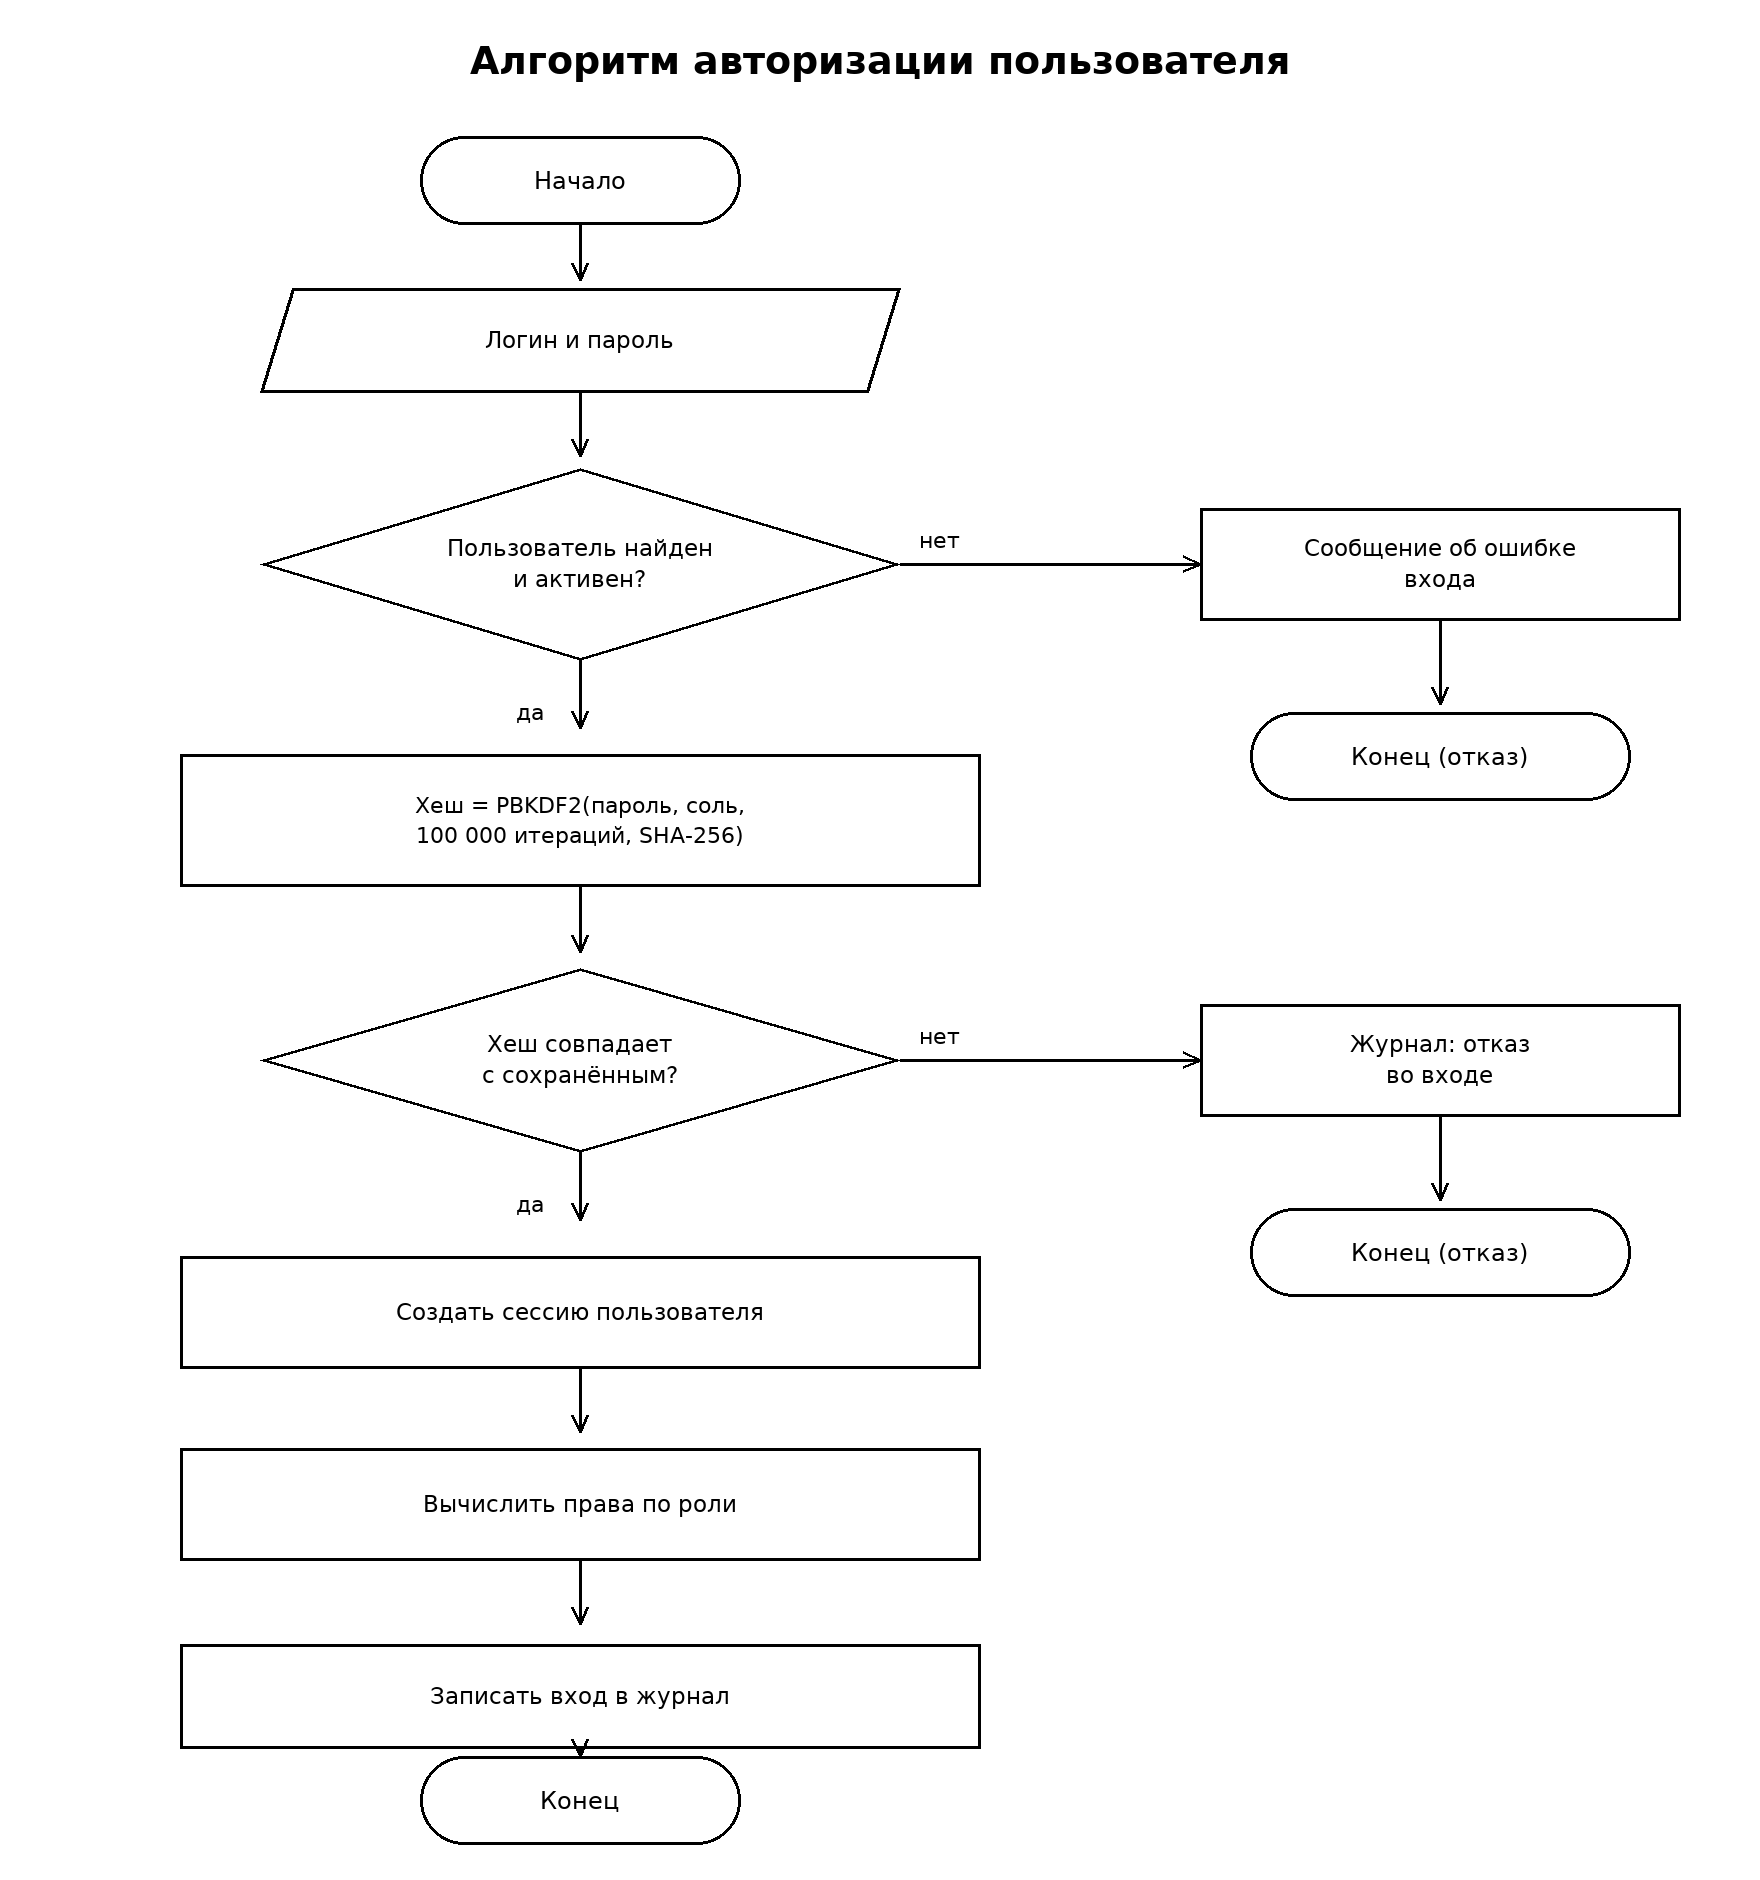 Алгоритм авторизации пользователя
Начало
Логин и пароль
Пользователь найден
и активен?
нет
Сообщение об ошибке
входа
да
Конец (отказ)
Хеш = PBKDF2(пароль, соль,
100 000 итераций, SHA-256)
Хеш совпадает
с сохранённым?
нет
Журнал: отказ
во входе
да
Конец (отказ)
Создать сессию пользователя
Вычислить права по роли
Записать вход в журнал
Конец